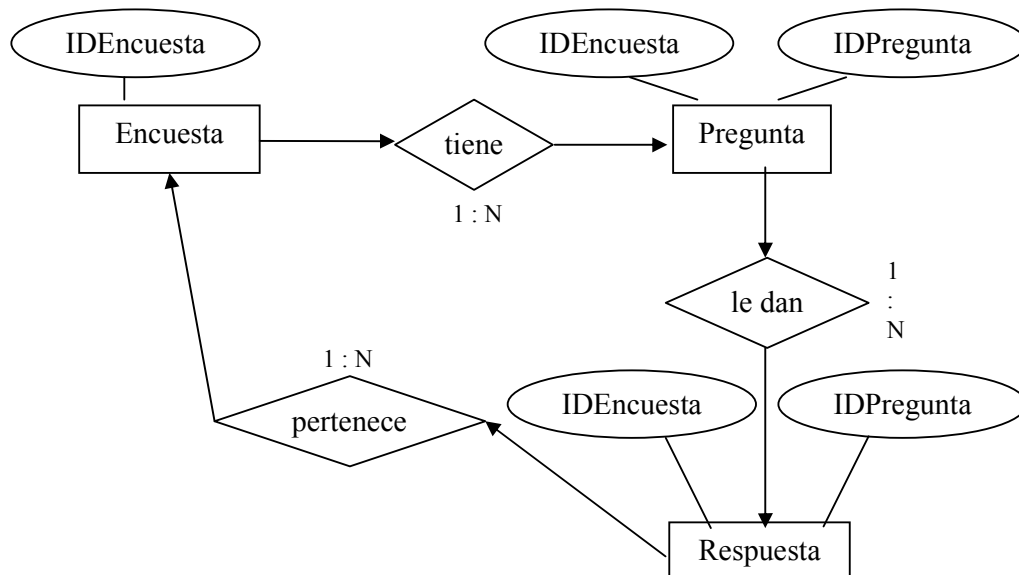 IDEncuesta
IDEncuesta
IDPregunta
Encuesta
tiene
Pregunta
1 : N
le dan
1
:
N
1 : N
pertenece
IDEncuesta
IDPregunta
Respuesta